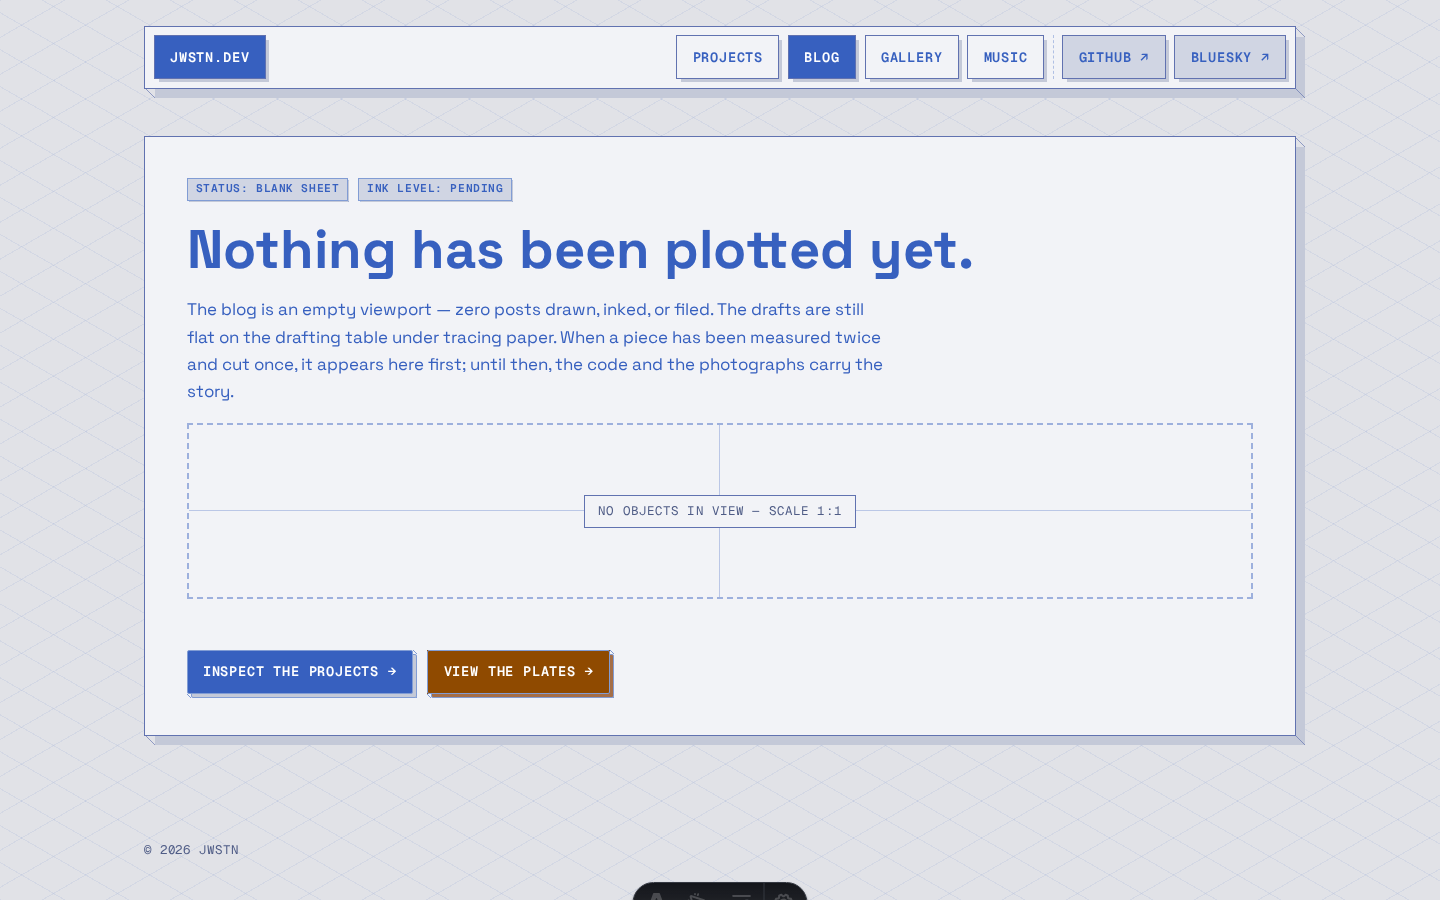 JWSTN.DEV
PROJECTS
BLOG
GALLERY
MUSIC
GITHUB ↗
BLUESKY ↗
STATUS: BLANK SHEET
INK LEVEL: PENDING
Nothing has been plotted yet.
The blog is an empty viewport — zero posts drawn, inked, or filed. The drafts are still
flat on the drafting table under tracing paper. When a piece has been measured twice
and cut once, it appears here first; until then, the code and the photographs carry the
story.
NO OBJECTS IN VIEW — SCALE 1:1
INSPECT THE PROJECTS →
VIEW THE PLATES →
© 2026 JWSTN